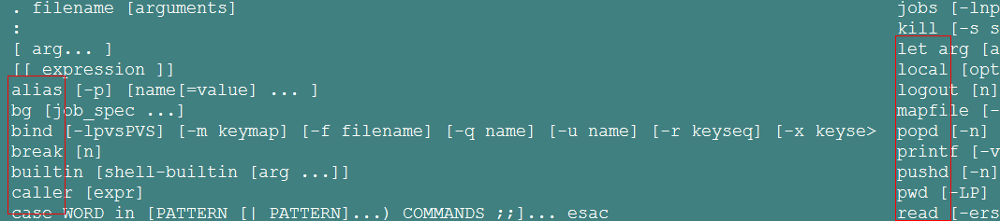 . filename [arguments]
:
[ arg... ]
[[ expression ]]
alias [-p] [name[=value] ... ]
bg [job_spec ...]
bind [-lpvsPVS] [-m keymap] [-f filename] [-q name] [-u name] [-r keyseq] [-x keyse>
break [n]
builtin [shell-builtin [arg ...]]
caller [expr]
case WORD in [PATTERN [| PATTERN]...) COMMANDS ;;]... esac
jobs [-lnp
kill [-s s
let arg [a
local [opt
logout [n]
mapfile [-
popd [-n]
printf [-v
pushd [-n]
pwd [-LP]
read [-ers